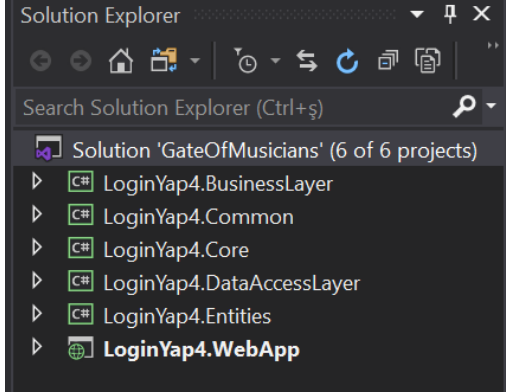 Solution Explorer
Search Solution Explorer (Ctrl+ş)
Solution 'GateOfMusicians' (6 of 6 projects)
C# LoginYap4.BusinessLayer
C# LoginYap4.Common
C# LoginYap4.Core
C# LoginYap4.DataAccessLayer
C# LoginYap4.Entities
LoginYap4.WebApp